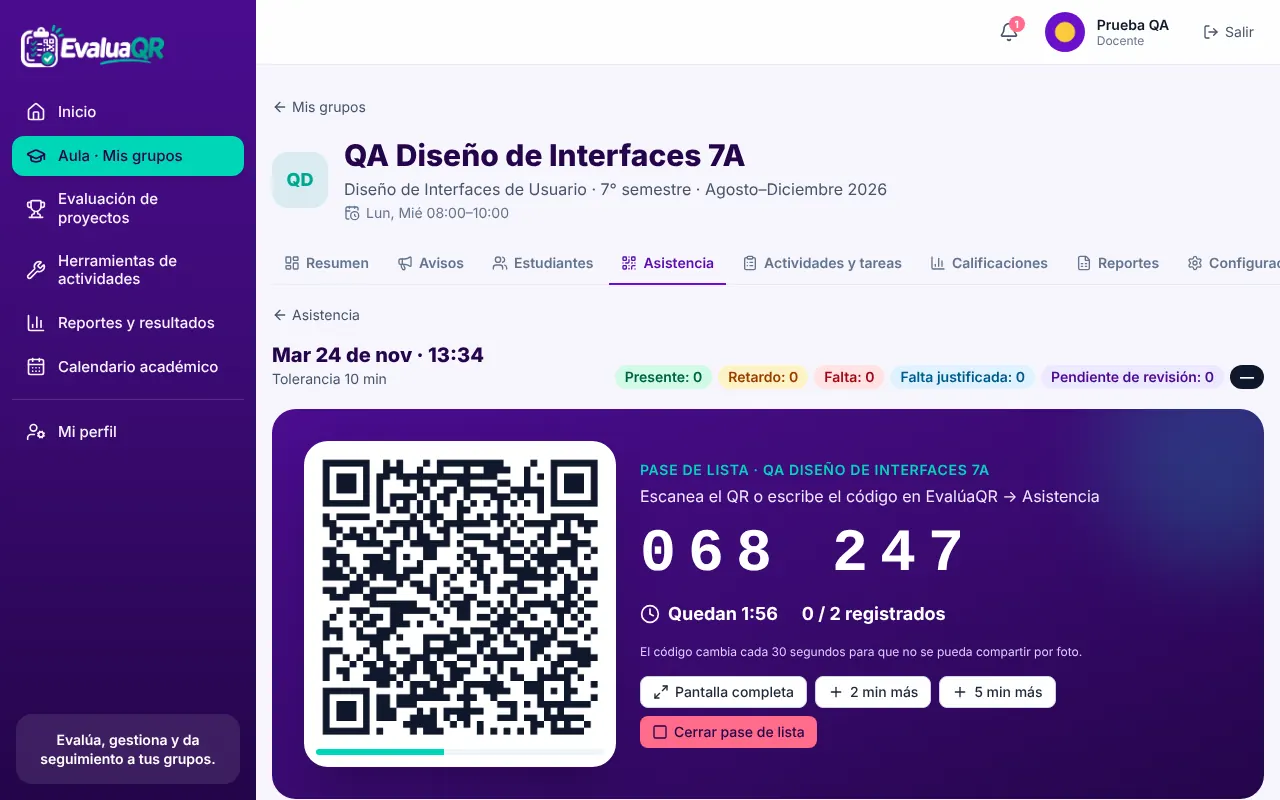 EvaluaQR
1
Prueba QA
Docente
Salir
Inicio
Aula · Mis grupos
Evaluación de
proyectos
Herramientas de
actividades
Reportes y resultados
Calendario académico
Mi perfil
Evalúa, gestiona y da
seguimiento a tus grupos.
Mis grupos
QD
QA Diseño de Interfaces 7A
Diseño de Interfaces de Usuario · 7° semestre · Agosto–Diciembre 2026
Lun, Mié 08:00–10:00
Resumen Avisos Estudiantes Asistencia Actividades y tareas Calificaciones Reportes Configurac
Asistencia
Mar 24 de nov · 13:34
Tolerancia 10 min
Presente: 0 Retardo: 0 Falta: 0 Falta justificada: 0 Pendiente de revisión: 0 —
PASE DE LISTA · QA DISEÑO DE INTERFACES 7A
Escanea el QR o escribe el código en EvalúaQR → Asistencia
068 247
Quedan 1:56 0 / 2 registrados
El código cambia cada 30 segundos para que no se pueda compartir por foto.
Pantalla completa + 2 min más + 5 min más
Cerrar pase de lista